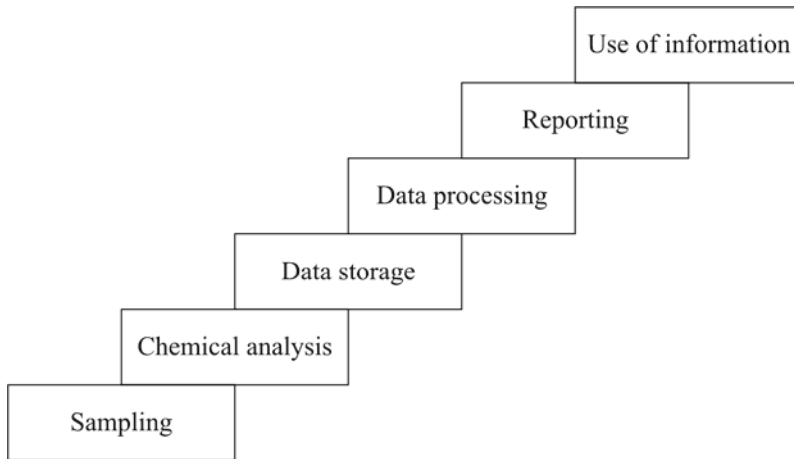 Use of information
Reporting
Data processing
Data storage
Chemical analysis
Sampling